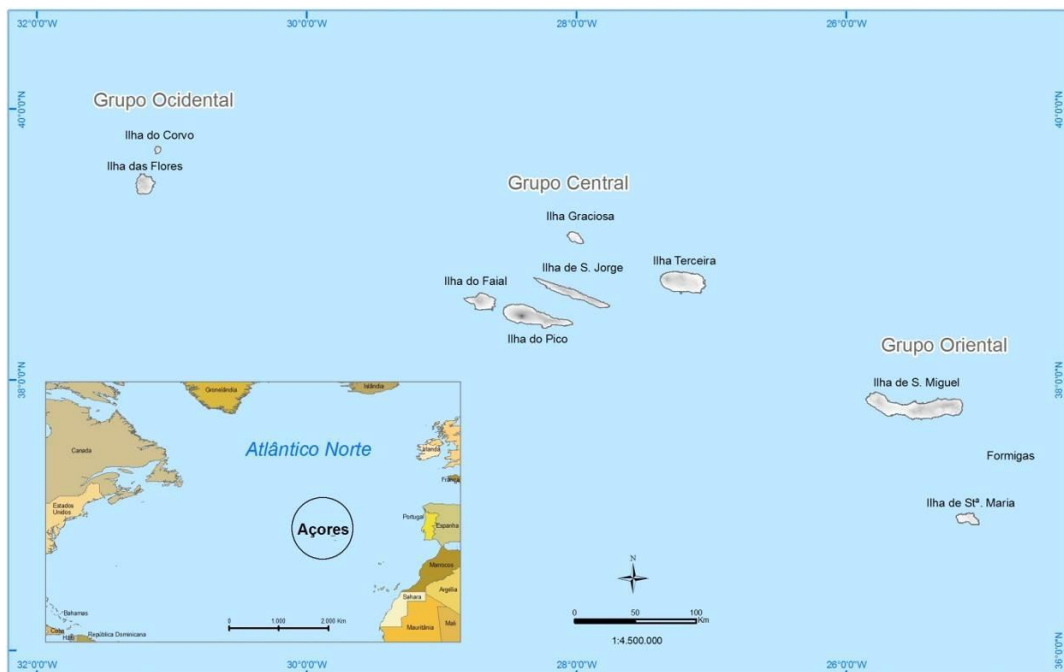 32°0'0"W
30°0'0"W
28°0'0"W
26°0'0"W
40°0'0"N
40°0'0"N
Grupo Ocidental
Ilha do Corvo
Ilha das Flores
Grupo Central
Ilha Graciosa
Ilha de S. Jorge
Ilha Terceira
Ilha do Faial
Ilha do Pico
Grupo Oriental
Ilha de S. Miguel
Formigas
Ilha de Stª. Maria
38°0'0"N
38°0'0"N
Gronelândia
Islândia
Canada
Atlântico Norte
Irlanda
França
Estados
Unidos
Açores
Portugal
Espanha
Marrocos
Argélia
Sahara
Mauritânia
Mali
Bahamas
Cuba
Haiti
República Dominicana
0 1.000 2.000 Km
N
0 50 100
Km
1:4.500.000
36°0'0"N
32°0'0"W
30°0'0"W
28°0'0"W
26°0'0"W